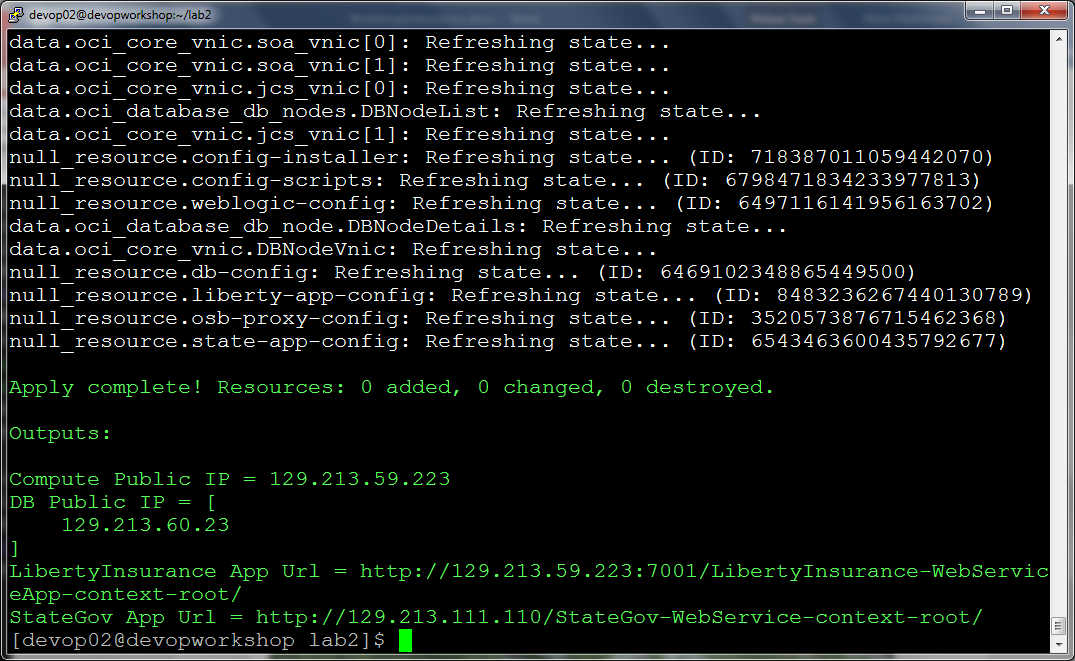 devop02@devopworkshop:~/lab2
data.oci_core_vnic.soa_vnic[0]: Refreshing state...
data.oci_core_vnic.soa_vnic[1]: Refreshing state...
data.oci_core_vnic.jcs_vnic[0]: Refreshing state...
data.oci_database_db_nodes.DBNodeList: Refreshing state...
data.oci_core_vnic.jcs_vnic[1]: Refreshing state...
null_resource.config-installer: Refreshing state... (ID: 718387011059442070)
null_resource.config-scripts: Refreshing state... (ID: 6798471834233977813)
null_resource.weblogic-config: Refreshing state... (ID: 6497116141956163702)
data.oci_database_db_node.DBNodeDetails: Refreshing state...
data.oci_core_vnic.DBNodeVnic: Refreshing state...
null_resource.db-config: Refreshing state... (ID: 6469102348865449500)
null_resource.liberty-app-config: Refreshing state... (ID: 8483236267440130789)
null_resource.osb-proxy-config: Refreshing state... (ID: 3520573876715462368)
null_resource.state-app-config: Refreshing state... (ID: 6543463600435792677)
Apply complete! Resources: 0 added, 0 changed, 0 destroyed.
Outputs:
Compute Public IP = 129.213.59.223
DB Public IP = [
    129.213.60.23
]
LibertyInsurance App Url = http://129.213.59.223:7001/LibertyInsurance-WebServic
eApp-context-root/
StateGov App Url = http://129.213.111.110/StateGov-WebService-context-root/
[devop02@devopworkshop lab2]$